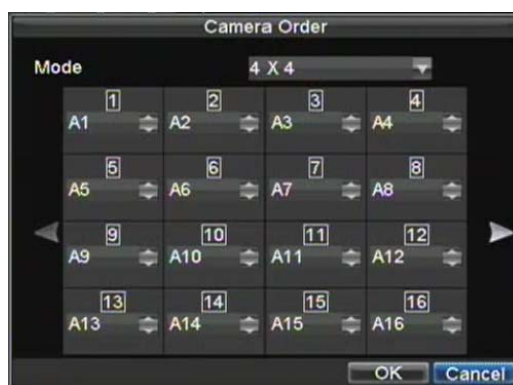 Camera Order
Mode 4 X 4
1 2 3 4
A1 A2 A3 A4
5 6 7 8
A5 A6 A7 A8
9 10 11 12
A9 A10 A11 A12
13 14 15 16
A13 A14 A15 A16
OK Cancel